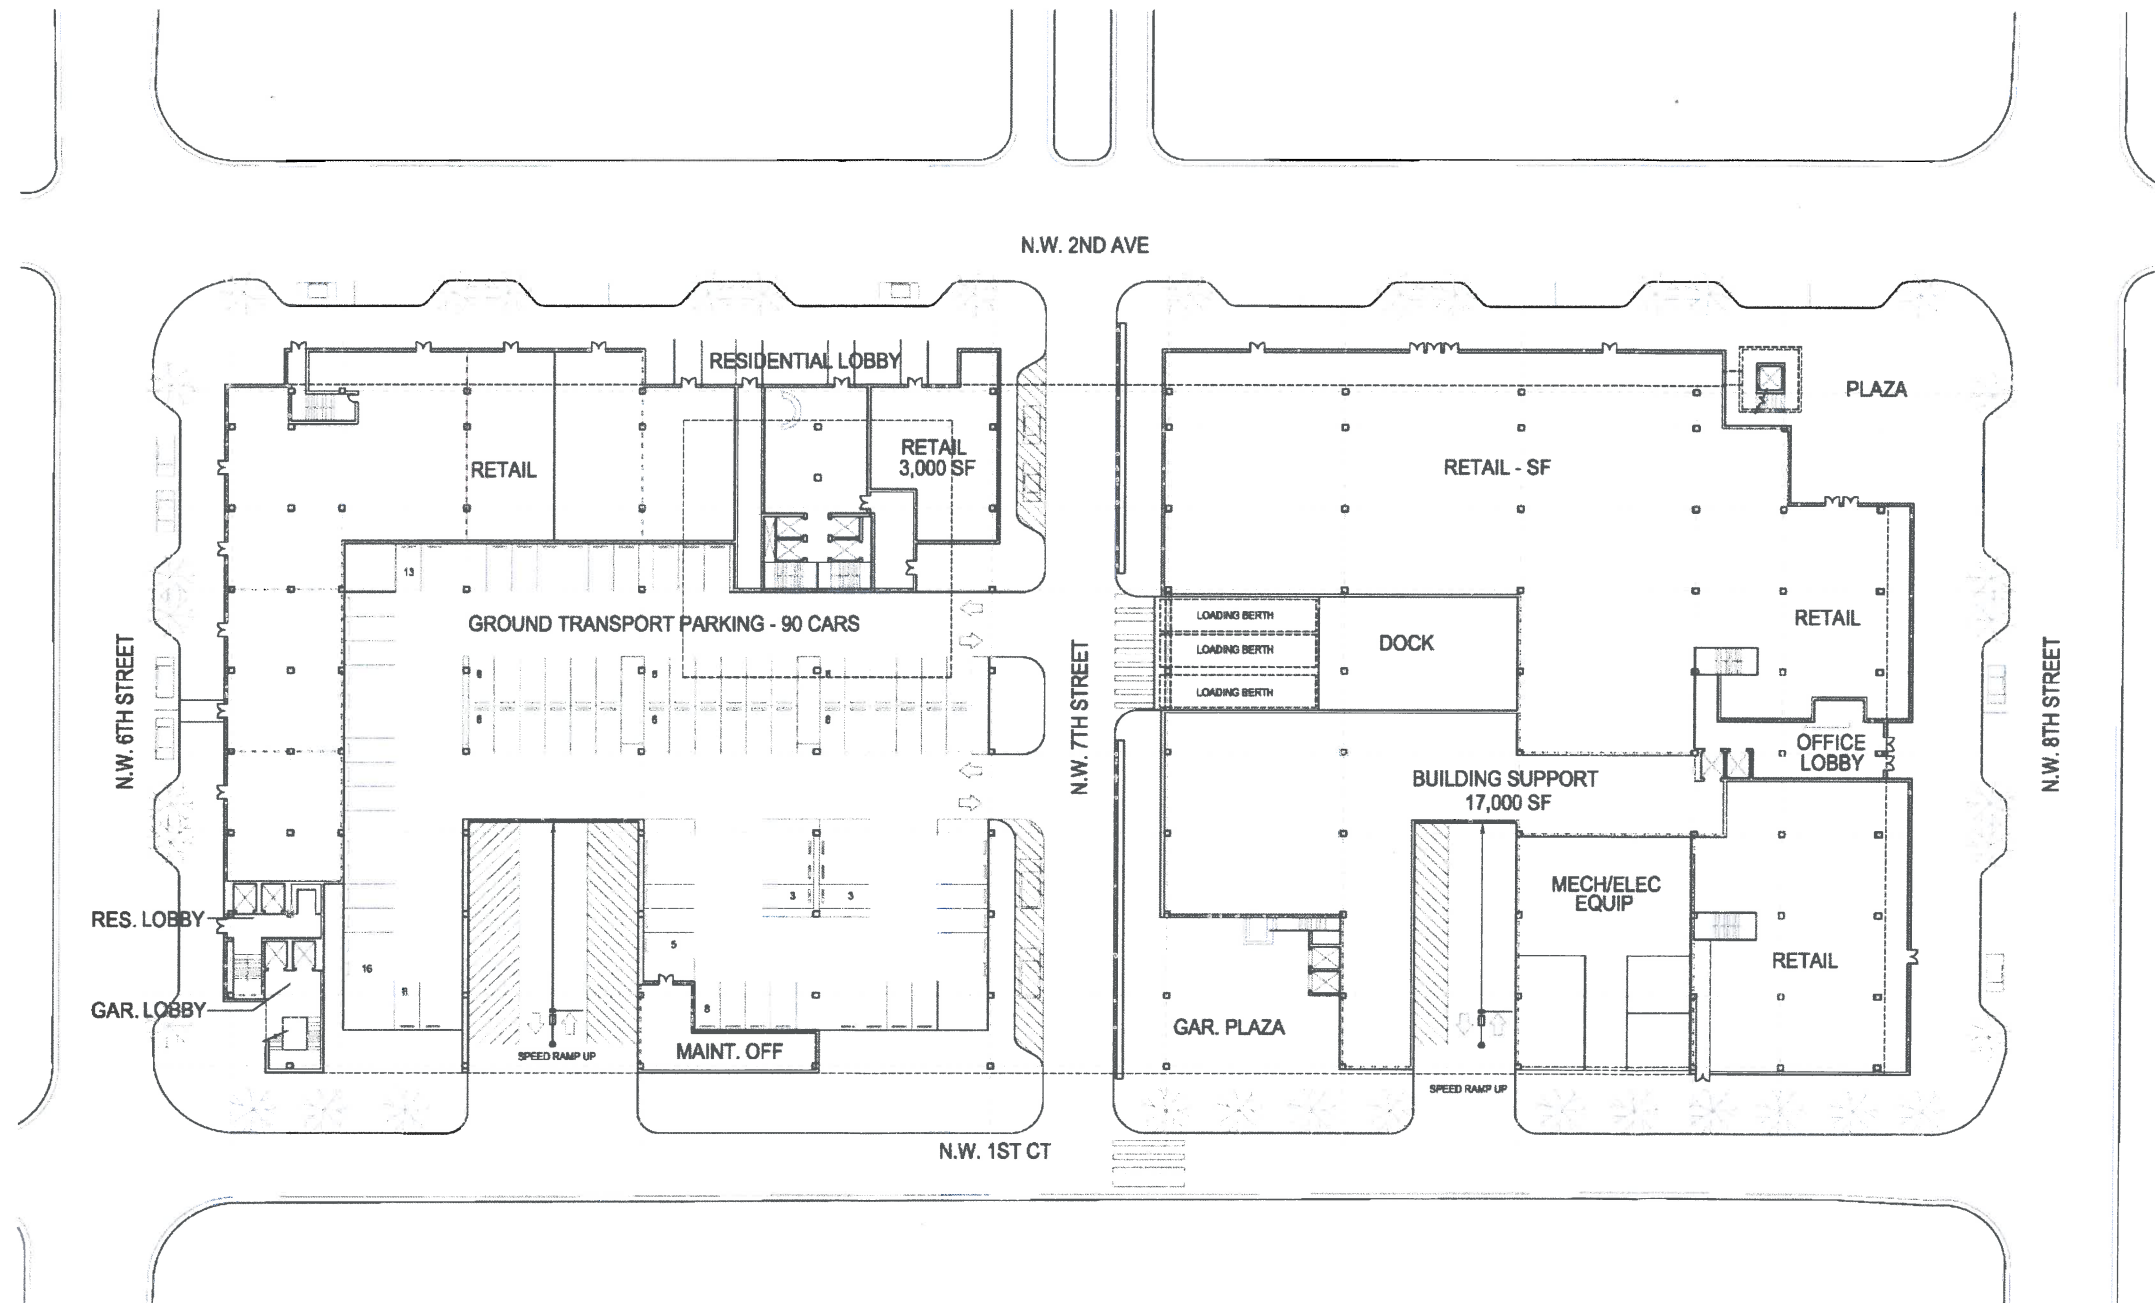 N.W. 2ND AVE
RESIDENTIAL LOBBY
PLAZA
RETAIL
3,000 SF
RETAIL
RETAIL - SF
13
GROUND TRANSPORT PARKING - 90 CARS
LOADING BERTH
LOADING BERTH
LOADING BERTH
DOCK
RETAIL
N.W. 6TH STREET
N.W. 7TH STREET
N.W. 8TH STREET
OFFICE
LOBBY
BUILDING SUPPORT
17,000 SF
3
3
MECH/ELEC
EQUIP
RES. LOBBY
5
16
RETAIL
GAR. LOBBY
8
GAR. PLAZA
MAINT. OFF
SPEED RAMP UP
SPEED RAMP UP
N.W. 1ST CT